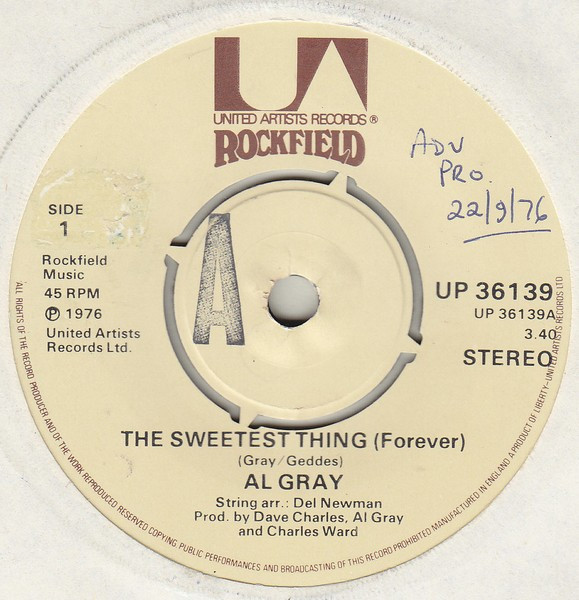 UA
UNITED ARTISTS RECORDS ®
ROCKFIELD
ADV
PRO.
22/9/76
SIDE
1
Rockfield
Music
45 RPM
℗ 1976
United Artists
Records Ltd.
A
UP 36139
UP 36139A
3.40
STEREO
THE SWEETEST THING (Forever)
(Gray/Geddes)
AL GRAY
String arr.: Del Newman
Prod. by Dave Charles, Al Gray
and Charles Ward
ALL RIGHTS OF THE RECORD PRODUCER AND OF THE WORK REPRODUCED RESERVED COPYING, PUBLIC PERFORMANCES AND BROADCASTING OF THIS RECORD PROHIBITED MANUFACTURED IN ENGLAND A PRODUCT OF LIBERTY-UNITED ARTISTS RECORDS LTD